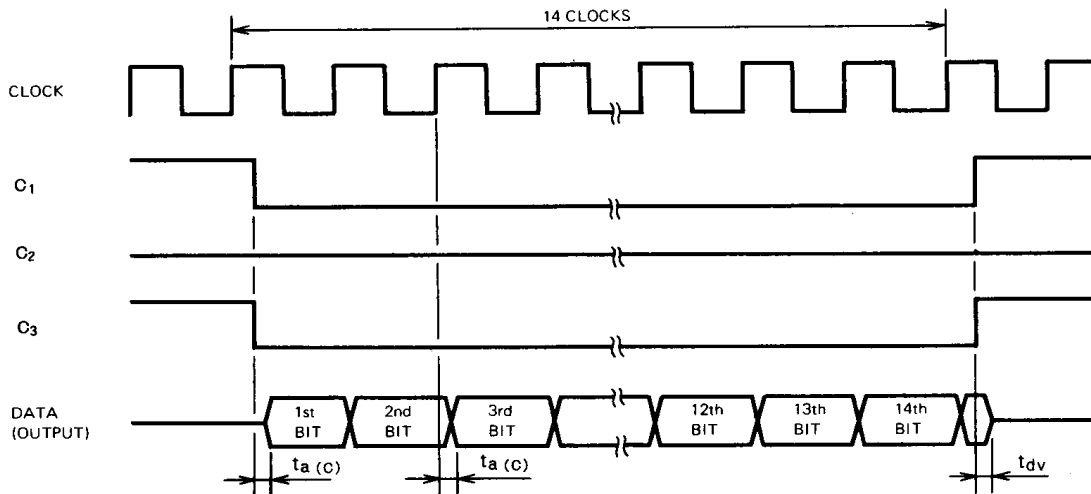 14 CLOCKS
CLOCK
C1
C2
C3
DATA
(OUTPUT)
1st
BIT
2nd
BIT
3rd
BIT
12th
BIT
13th
BIT
14th
BIT
ta (C)
ta (C)
tdv